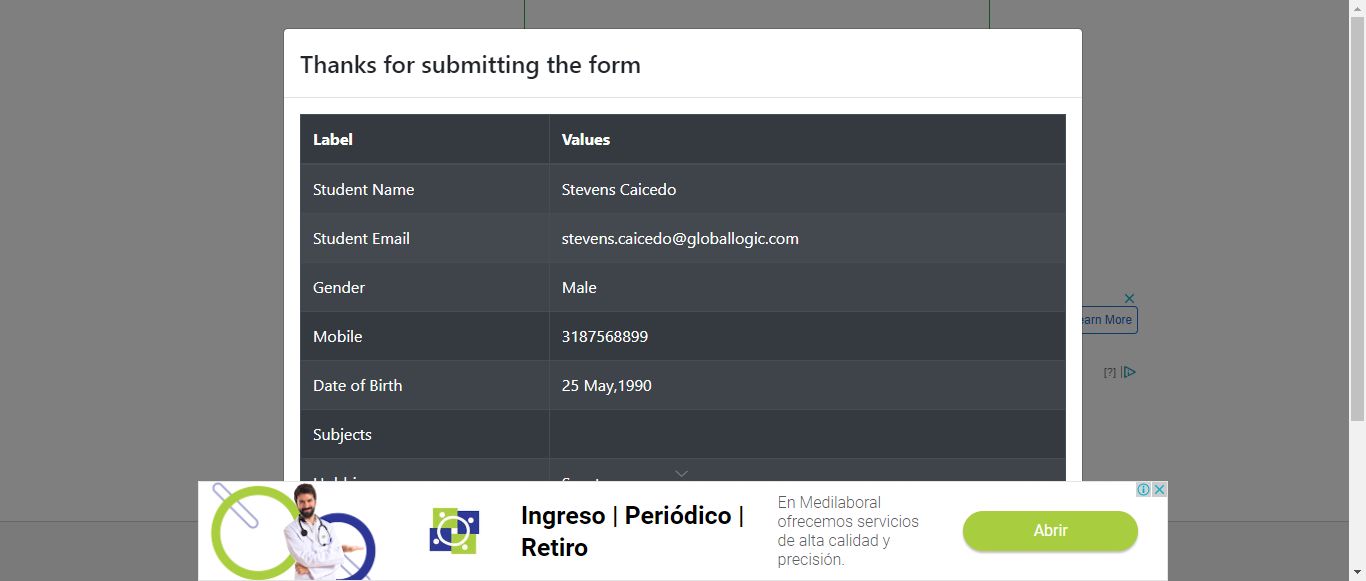 Thanks for submitting the form
Label Values
Student Name Stevens Caicedo
Student Email stevens.caicedo@globallogic.com
Gender Male
Mobile 3187568899
Date of Birth 25 May,1990
Subjects
earn More
[?]
Ingreso | Periódico |
Retiro
En Medilaboral
ofrecemos servicios
de alta calidad y
precisión.
Abrir